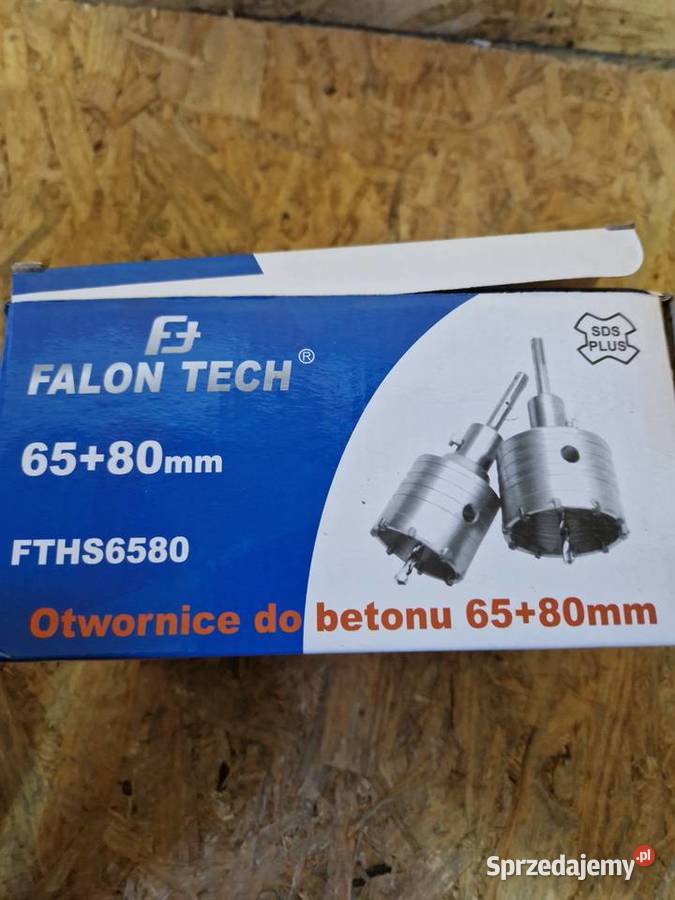 FALON TECH®
SDS
PLUS
65+80mm
FTHS6580
Otwornice do betonu 65+80mm
Sprzedajemy.pl